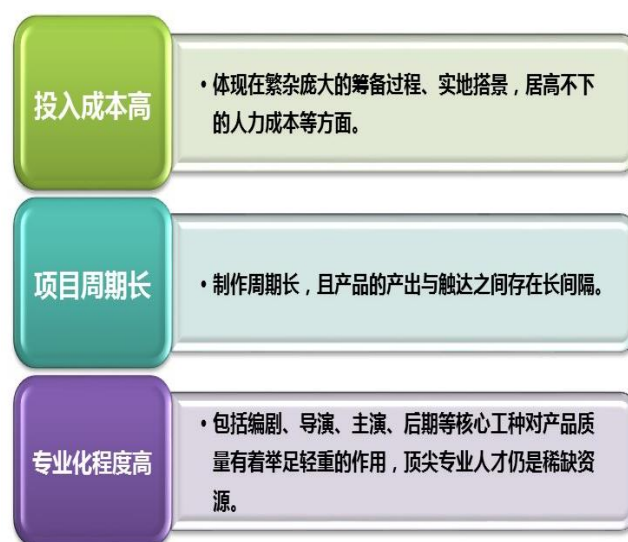 投入成本高
•体现在繁杂庞大的筹备过程、实地搭景，居高不下
的人力成本等方面。
项目周期长
•制作周期长，且产品的产出与触达之间存在长间隔。
专业化程度高
•包括编剧、导演、主演、后期等核心工种对产品质
量有着举足轻重的作用，顶尖专业人才仍是稀缺资
源。